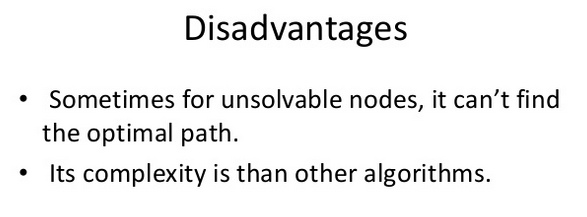 Disadvantages
• Sometimes for unsolvable nodes, it can’t find
the optimal path.
• Its complexity is than other algorithms.